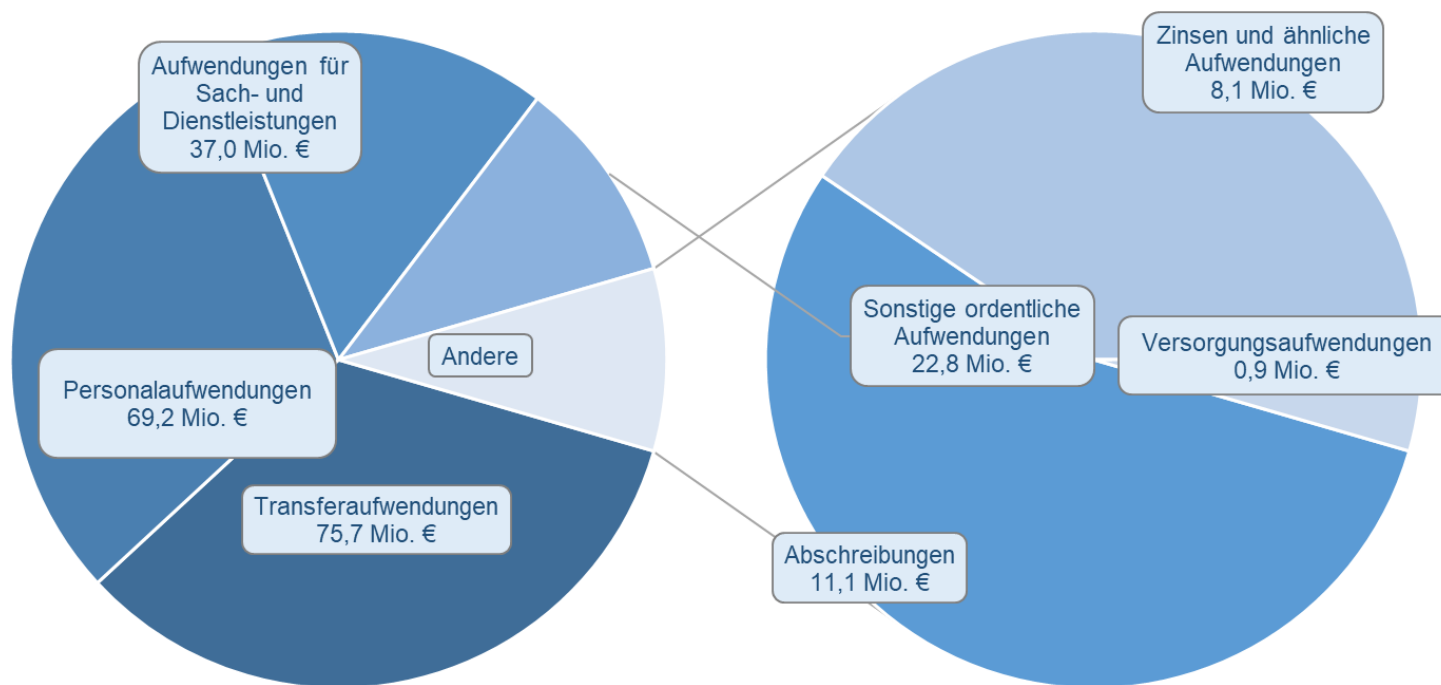 Aufwendungen für
Sach- und
Dienstleistungen
37,0 Mio. €
Personalaufwendungen
69,2 Mio. €
Transferaufwendungen
75,7 Mio. €
Andere
Zinsen und ähnliche
Aufwendungen
8,1 Mio. €
Sonstige ordentliche
Aufwendungen
22,8 Mio. €
Versorgungsaufwendungen
0,9 Mio. €
Abschreibungen
11,1 Mio. €